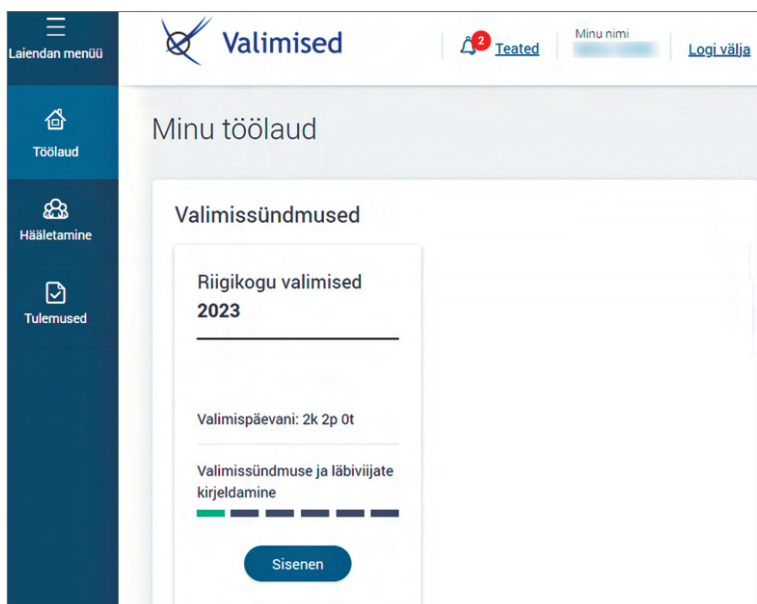 Laiendan menüü
Valimised
2
Teated
Minu nimi
Logi välja
Töölaud
Hääletamine
Tulemused
Minu töölaud
Valimissündmused
Riigikogu valimised
2023
Valimispäevani: 2k 2p 0t
Valimissündmuse ja läbiviijate
kirjeldamine
Sisenen